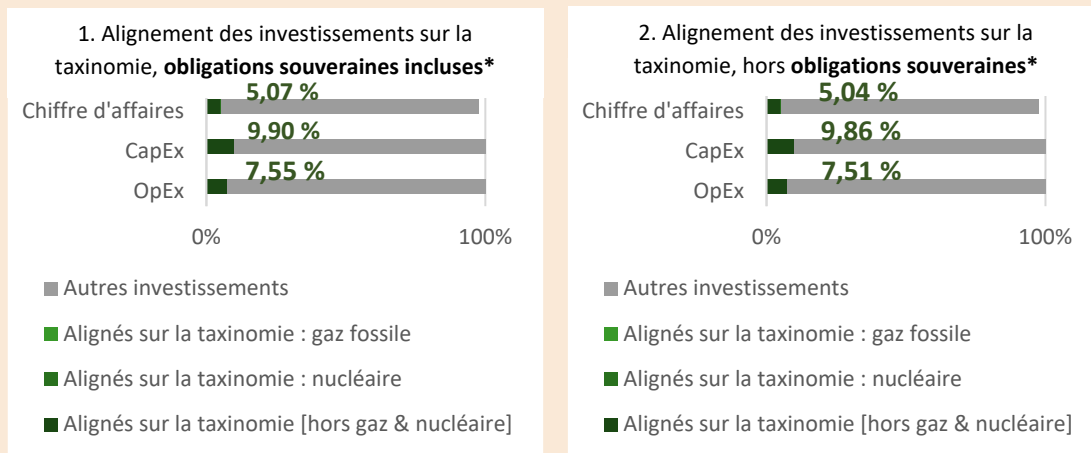 1. Alignement des investissements sur la
taxinomie, obligations souveraines incluses*
5,07 %
Chiffre d'affaires
9,90 %
CapEx
7,55 %
OpEx
0%
100%
Autres investissements
Alignés sur la taxinomie : gaz fossile
Alignés sur la taxinomie : nucléaire
Alignés sur la taxinomie [hors gaz & nucléaire]
2. Alignement des investissements sur la
taxinomie, hors obligations souveraines*
5,04 %
Chiffre d'affaires
9,86 %
CapEx
7,51 %
OpEx
0%
100%
Autres investissements
Alignés sur la taxinomie : gaz fossile
Alignés sur la taxinomie : nucléaire
Alignés sur la taxinomie [hors gaz & nucléaire]